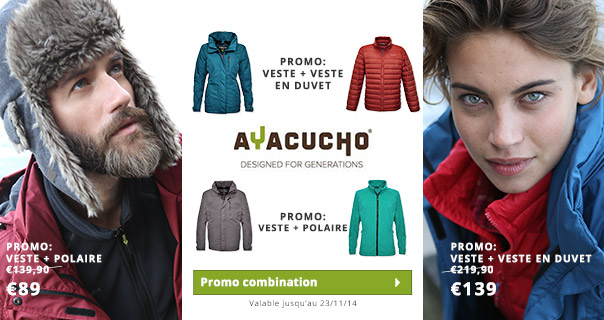 PROMO:
VESTE + VESTE
EN DUVET
AYACUCHO®
DESIGNED FOR GENERATIONS
PROMO:
VESTE + POLAIRE
PROMO:
VESTE + POLAIRE
€139,90
€89
Promo combination
Valable jusqu'au 23/11/14
PROMO:
VESTE + VESTE EN DUVET
€219,90
€139